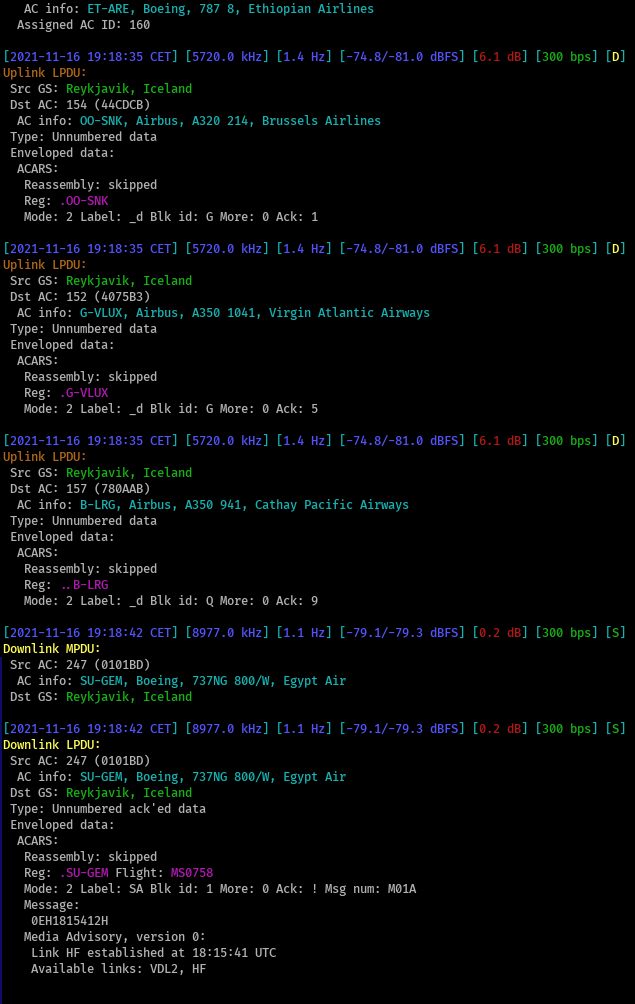 AC info: ET-ARE, Boeing, 787 8, Ethiopian Airlines
Assigned AC ID: 160
[2021-11-16 19:18:35 CET] [5720.0 kHz] [1.4 Hz] [-74.8/-81.0 dBFS] [6.1 dB] [300 bps] [D]
Uplink LPDU:
Src GS: Reykjavik, Iceland
Dst AC: 154 (44CDCB)
AC info: OO-SNK, Airbus, A320 214, Brussels Airlines
Type: Unnumbered data
Enveloped data:
ACARS:
Reassembly: skipped
Reg: .OO-SNK
Mode: 2 Label: _d Blk id: G More: 0 Ack: 1
[2021-11-16 19:18:35 CET] [5720.0 kHz] [1.4 Hz] [-74.8/-81.0 dBFS] [6.1 dB] [300 bps] [D]
Uplink LPDU:
Src GS: Reykjavik, Iceland
Dst AC: 152 (4075B3)
AC info: G-VLUX, Airbus, A350 1041, Virgin Atlantic Airways
Type: Unnumbered data
Enveloped data:
ACARS:
Reassembly: skipped
Reg: .G-VLUX
Mode: 2 Label: _d Blk id: G More: 0 Ack: 5
[2021-11-16 19:18:35 CET] [5720.0 kHz] [1.4 Hz] [-74.8/-81.0 dBFS] [6.1 dB] [300 bps] [D]
Uplink LPDU:
Src GS: Reykjavik, Iceland
Dst AC: 157 (780AAB)
AC info: B-LRG, Airbus, A350 941, Cathay Pacific Airways
Type: Unnumbered data
Enveloped data:
ACARS:
Reassembly: skipped
Reg: ..B-LRG
Mode: 2 Label: _d Blk id: Q More: 0 Ack: 9
[2021-11-16 19:18:42 CET] [8977.0 kHz] [1.1 Hz] [-79.1/-79.3 dBFS] [0.2 dB] [300 bps] [S]
Downlink MPDU:
Src AC: 247 (0101BD)
AC info: SU-GEM, Boeing, 737NG 800/W, Egypt Air
Dst GS: Reykjavik, Iceland
[2021-11-16 19:18:42 CET] [8977.0 kHz] [1.1 Hz] [-79.1/-79.3 dBFS] [0.2 dB] [300 bps] [S]
Downlink LPDU:
Src AC: 247 (0101BD)
AC info: SU-GEM, Boeing, 737NG 800/W, Egypt Air
Dst GS: Reykjavik, Iceland
Type: Unnumbered ack'ed data
Enveloped data:
ACARS:
Reassembly: skipped
Reg: .SU-GEM Flight: MS0758
Mode: 2 Label: SA Blk id: 1 More: 0 Ack: ! Msg num: M01A
Message:
0EH1815412H
Media Advisory, version 0:
Link HF established at 18:15:41 UTC
Available links: VDL2, HF